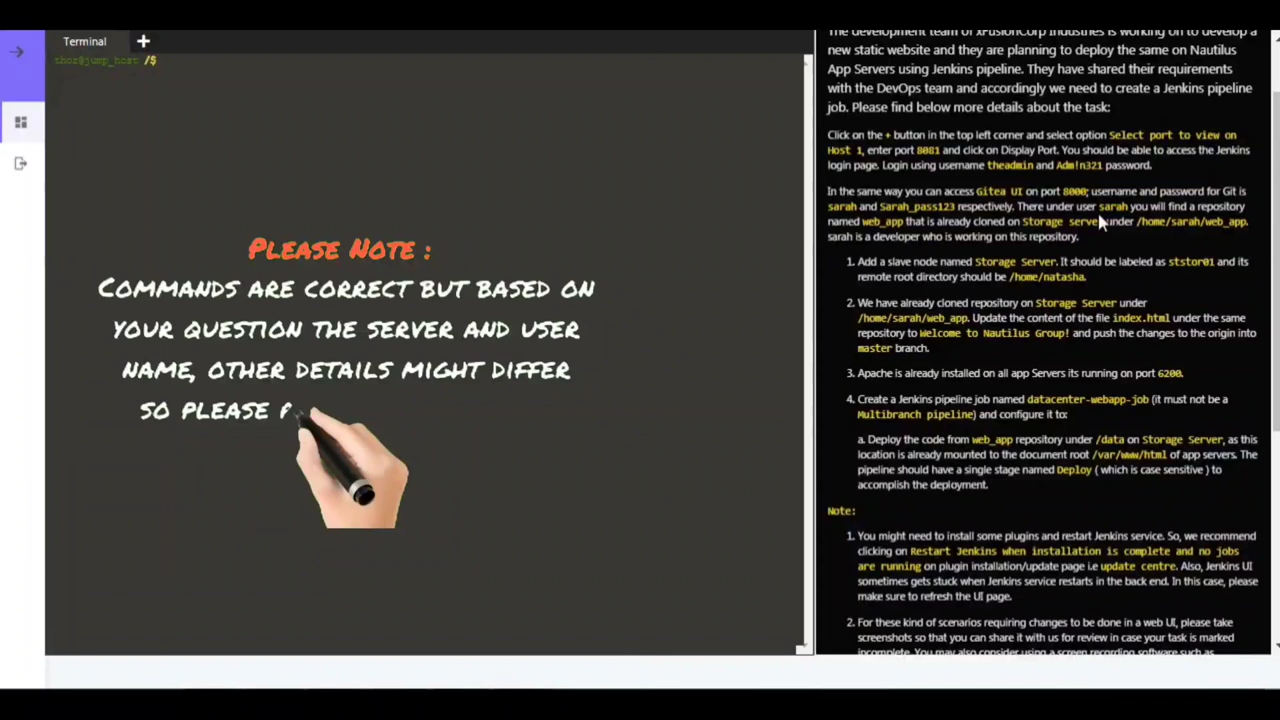 Terminal
+
thor@jump_host /$
Please Note :
Commands are correct but based on
your question the server and user
name, other details might differ
so please
The development team of xFusionCorp Industries is working on to develop a
new static website and they are planning to deploy the same on Nautilus
App Servers using Jenkins pipeline. They have shared their requirements
with the DevOps team and accordingly we need to create a Jenkins pipeline
job. Please find below more details about the task:
Click on the + button in the top left corner and select option Select port to view on
Host 1, enter port 8081 and click on Display Port. You should be able to access the Jenkins
login page. Login using username theadmin and Adm!n321 password.
In the same way you can access Gitea UI on port 8000; username and password for Git is
sarah and Sarah_pass123 respectively. There under user sarah you will find a repository
named web_app that is already cloned on Storage server under /home/sarah/web_app.
sarah is a developer who is working on this repository.
1. Add a slave node named Storage Server. It should be labeled as ststor01 and its
remote root directory should be /home/natasha.
2. We have already cloned repository on Storage Server under
/home/sarah/web_app. Update the content of the file index.html under the same
repository to Welcome to Nautilus Group! and push the changes to the origin into
master branch.
3. Apache is already installed on all app Servers its running on port 6200.
4. Create a Jenkins pipeline job named datacenter-webapp-job (it must not be a
Multibranch pipeline) and configure it to:
a. Deploy the code from web_app repository under /data on Storage Server, as this
location is already mounted to the document root /var/www/html of app servers. The
pipeline should have a single stage named Deploy ( which is case sensitive ) to
accomplish the deployment.
Note:
1. You might need to install some plugins and restart Jenkins service. So, we recommend
clicking on Restart Jenkins when installation is complete and no jobs
are running on plugin installation/update page i.e update centre. Also, Jenkins UI
sometimes gets stuck when Jenkins service restarts in the back end. In this case, please
make sure to refresh the UI page.
2. For these kind of scenarios requiring changes to be done in a web UI, please take
screenshots so that you can share it with us for review in case your task is marked
incomplete. You may also consider using a screen recording software such as